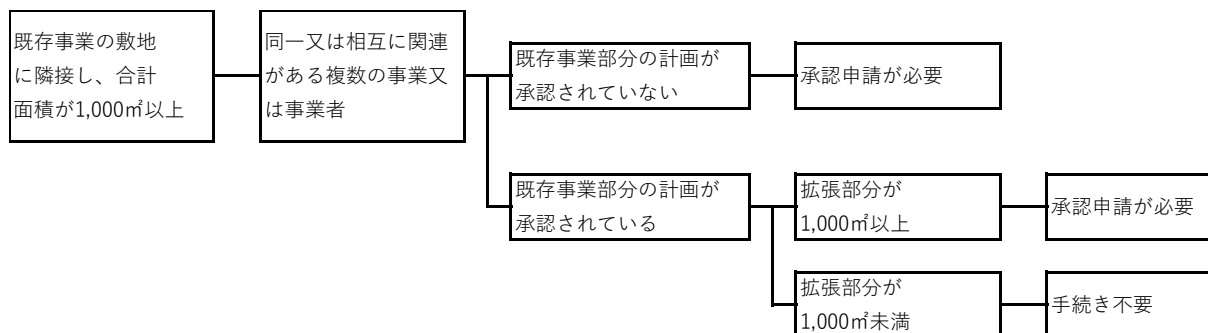 既存事業の敷地
に隣接し、合計
面積が1,000㎡以上
同一又は相互に関連
がある複数の事業又
は事業者
既存事業部分の計画が
承認されていない
承認申請が必要
既存事業部分の計画が
承認されている
拡張部分が
1,000㎡以上
承認申請が必要
拡張部分が
1,000㎡未満
手続き不要